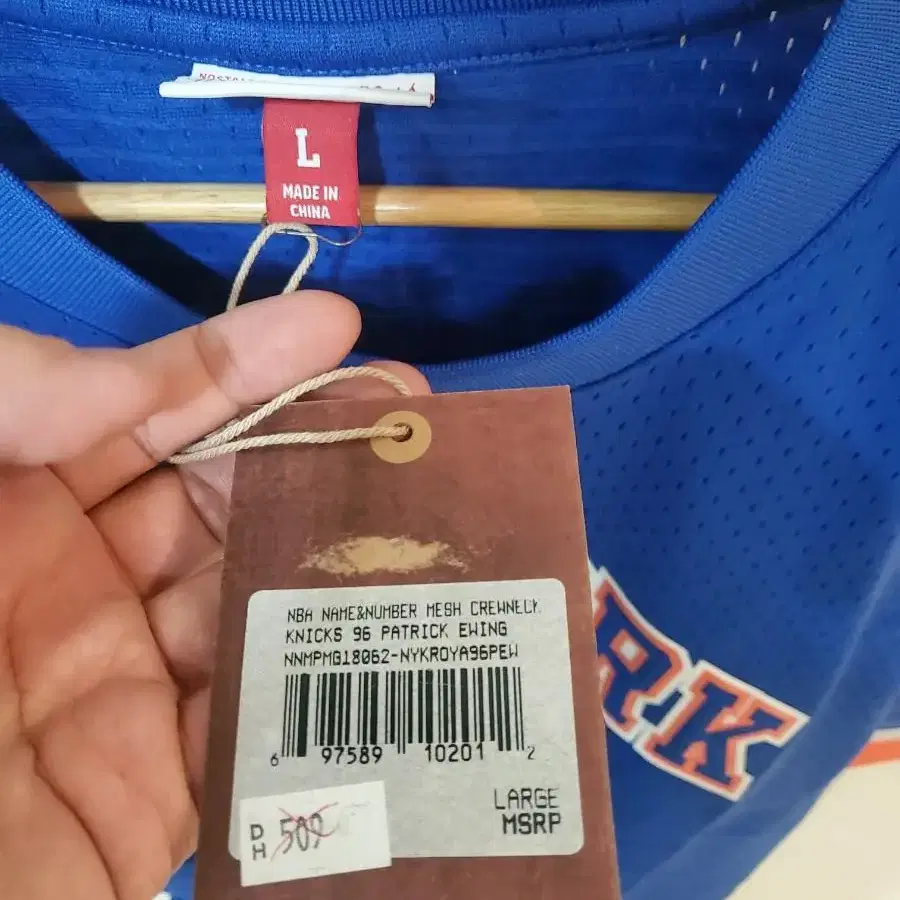 L
MADE IN
CHINA
NBA NAME&NUMBER MESH CREWNECK
KNICKS 96 PATRICK EWING
NNMPMG18062-NYKROYA96PEW
6 97589 10201 2
LARGE
MSRP
DH 509
RK